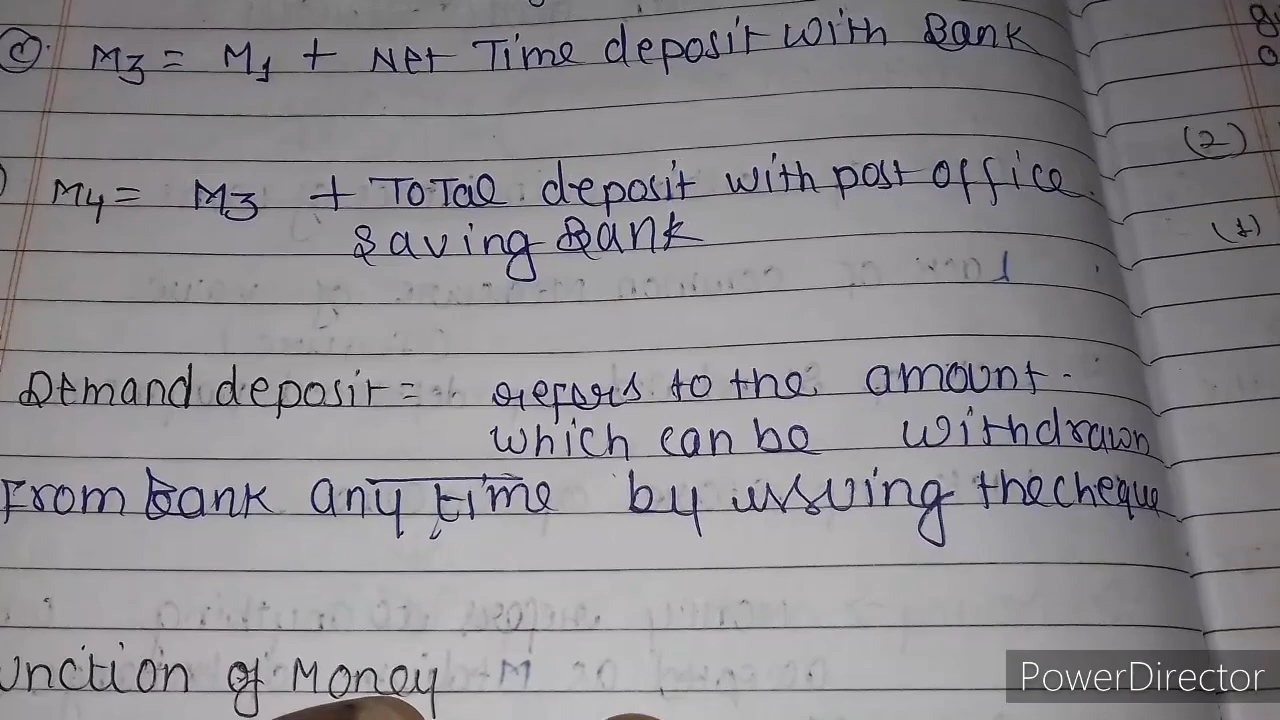 M3 = M1 + Net Time deposit with Bank
M4 = M3 + Total deposit with post office
Saving Bank
Demand deposit = refers to the amount
which can be withdrawn
From bank any time by issuing the cheque
unction of Money
(2)
(1)
PowerDirector